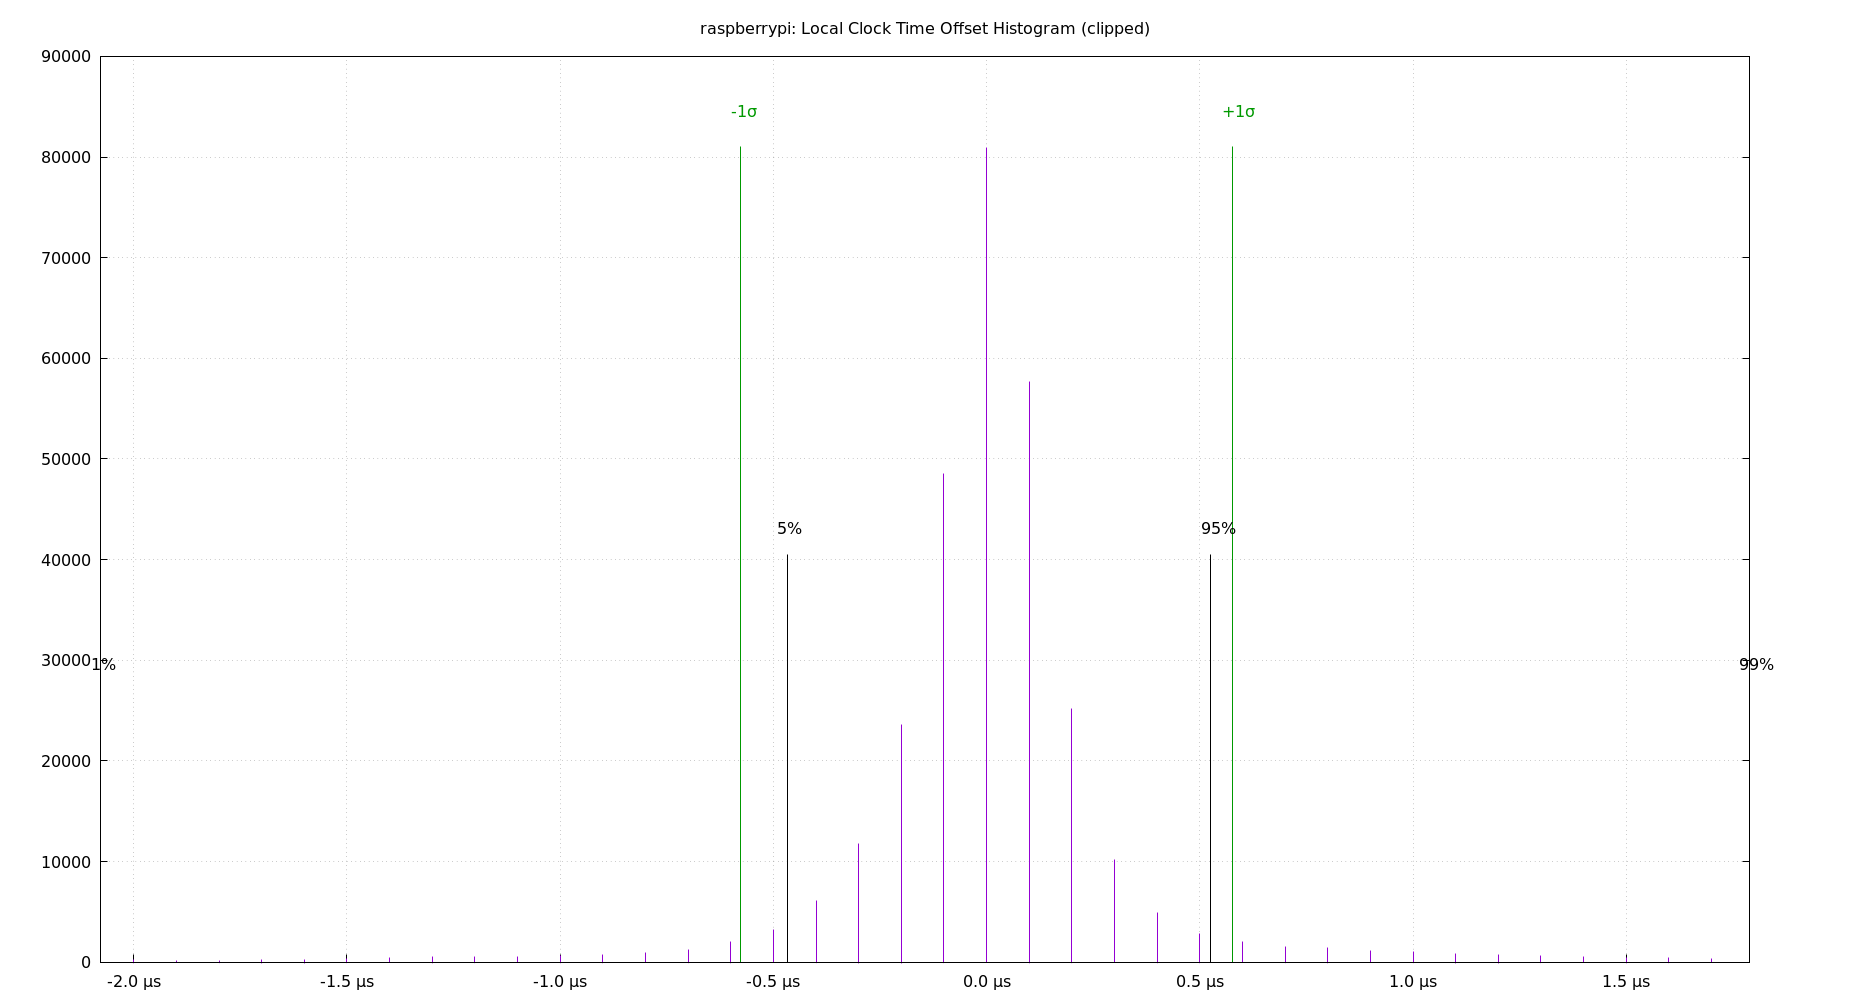 raspberrypi: Local Clock Time Offset Histogram (clipped)
90000
-1σ +1σ
80000
70000
60000
50000
5% 95%
40000
30000 1% 99%
20000
10000
0
-2.0 µs -1.5 µs -1.0 µs -0.5 µs 0.0 µs 0.5 µs 1.0 µs 1.5 µs